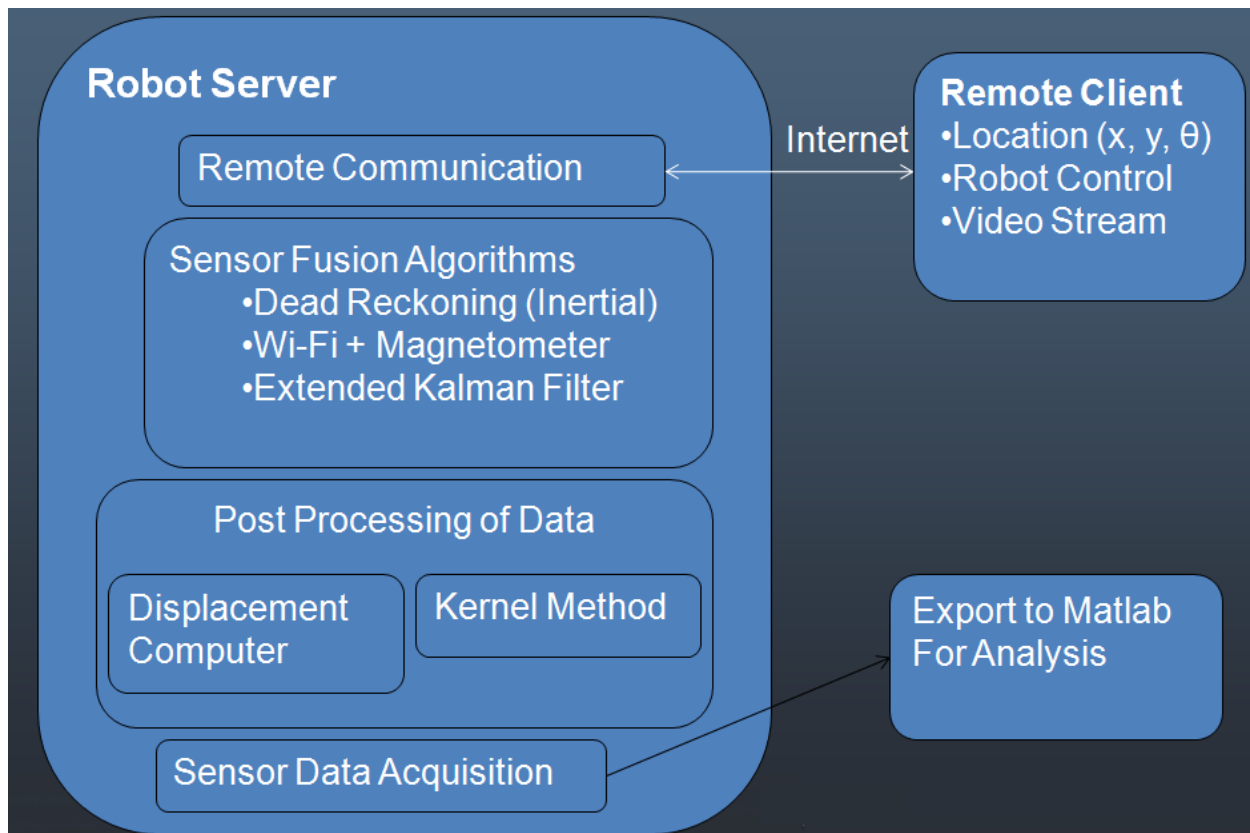 Robot Server
Remote Communication
Internet
Remote Client
•Location (x, y, θ)
•Robot Control
•Video Stream
Sensor Fusion Algorithms
•Dead Reckoning (Inertial)
•Wi-Fi + Magnetometer
•Extended Kalman Filter
Post Processing of Data
Displacement
Computer
Kernel Method
Sensor Data Acquisition
Export to Matlab
For Analysis